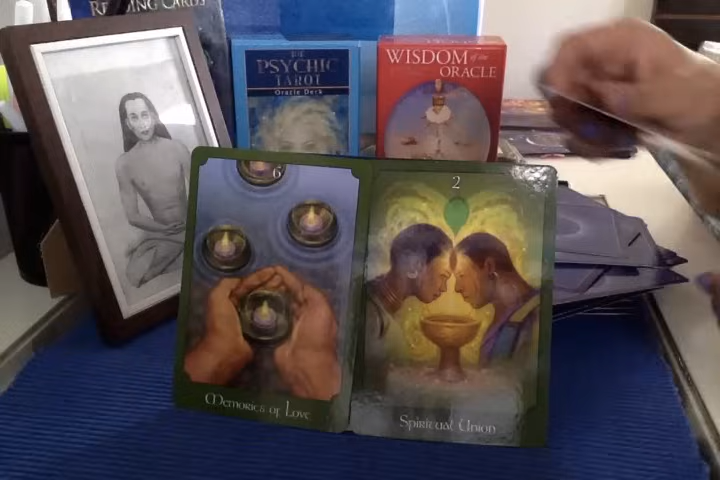 READING CARDS
THE
PSYCHIC
TAROT
Oracle Deck
WISDOM of the
ORACLE
6
Memories of Love
2
Spiritual Union